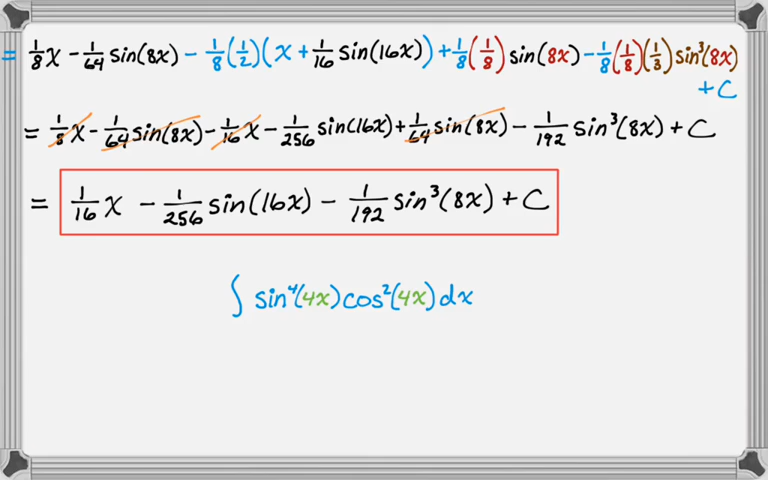 = 1/8 x - 1/64 sin(8x) - 1/8 (1/2) (x + 1/16 sin(16x)) + 1/8 (1/8) sin(8x) - 1/8 (1/8) (1/3) sin³(8x)
+ C
= 1/8 x - 1/64 sin(8x) - 1/16 x - 1/256 sin(16x) + 1/64 sin(8x) - 1/192 sin³(8x) + C
= 1/16 x - 1/256 sin(16x) - 1/192 sin³(8x) + C
∫ sin⁴(4x) cos²(4x) dx